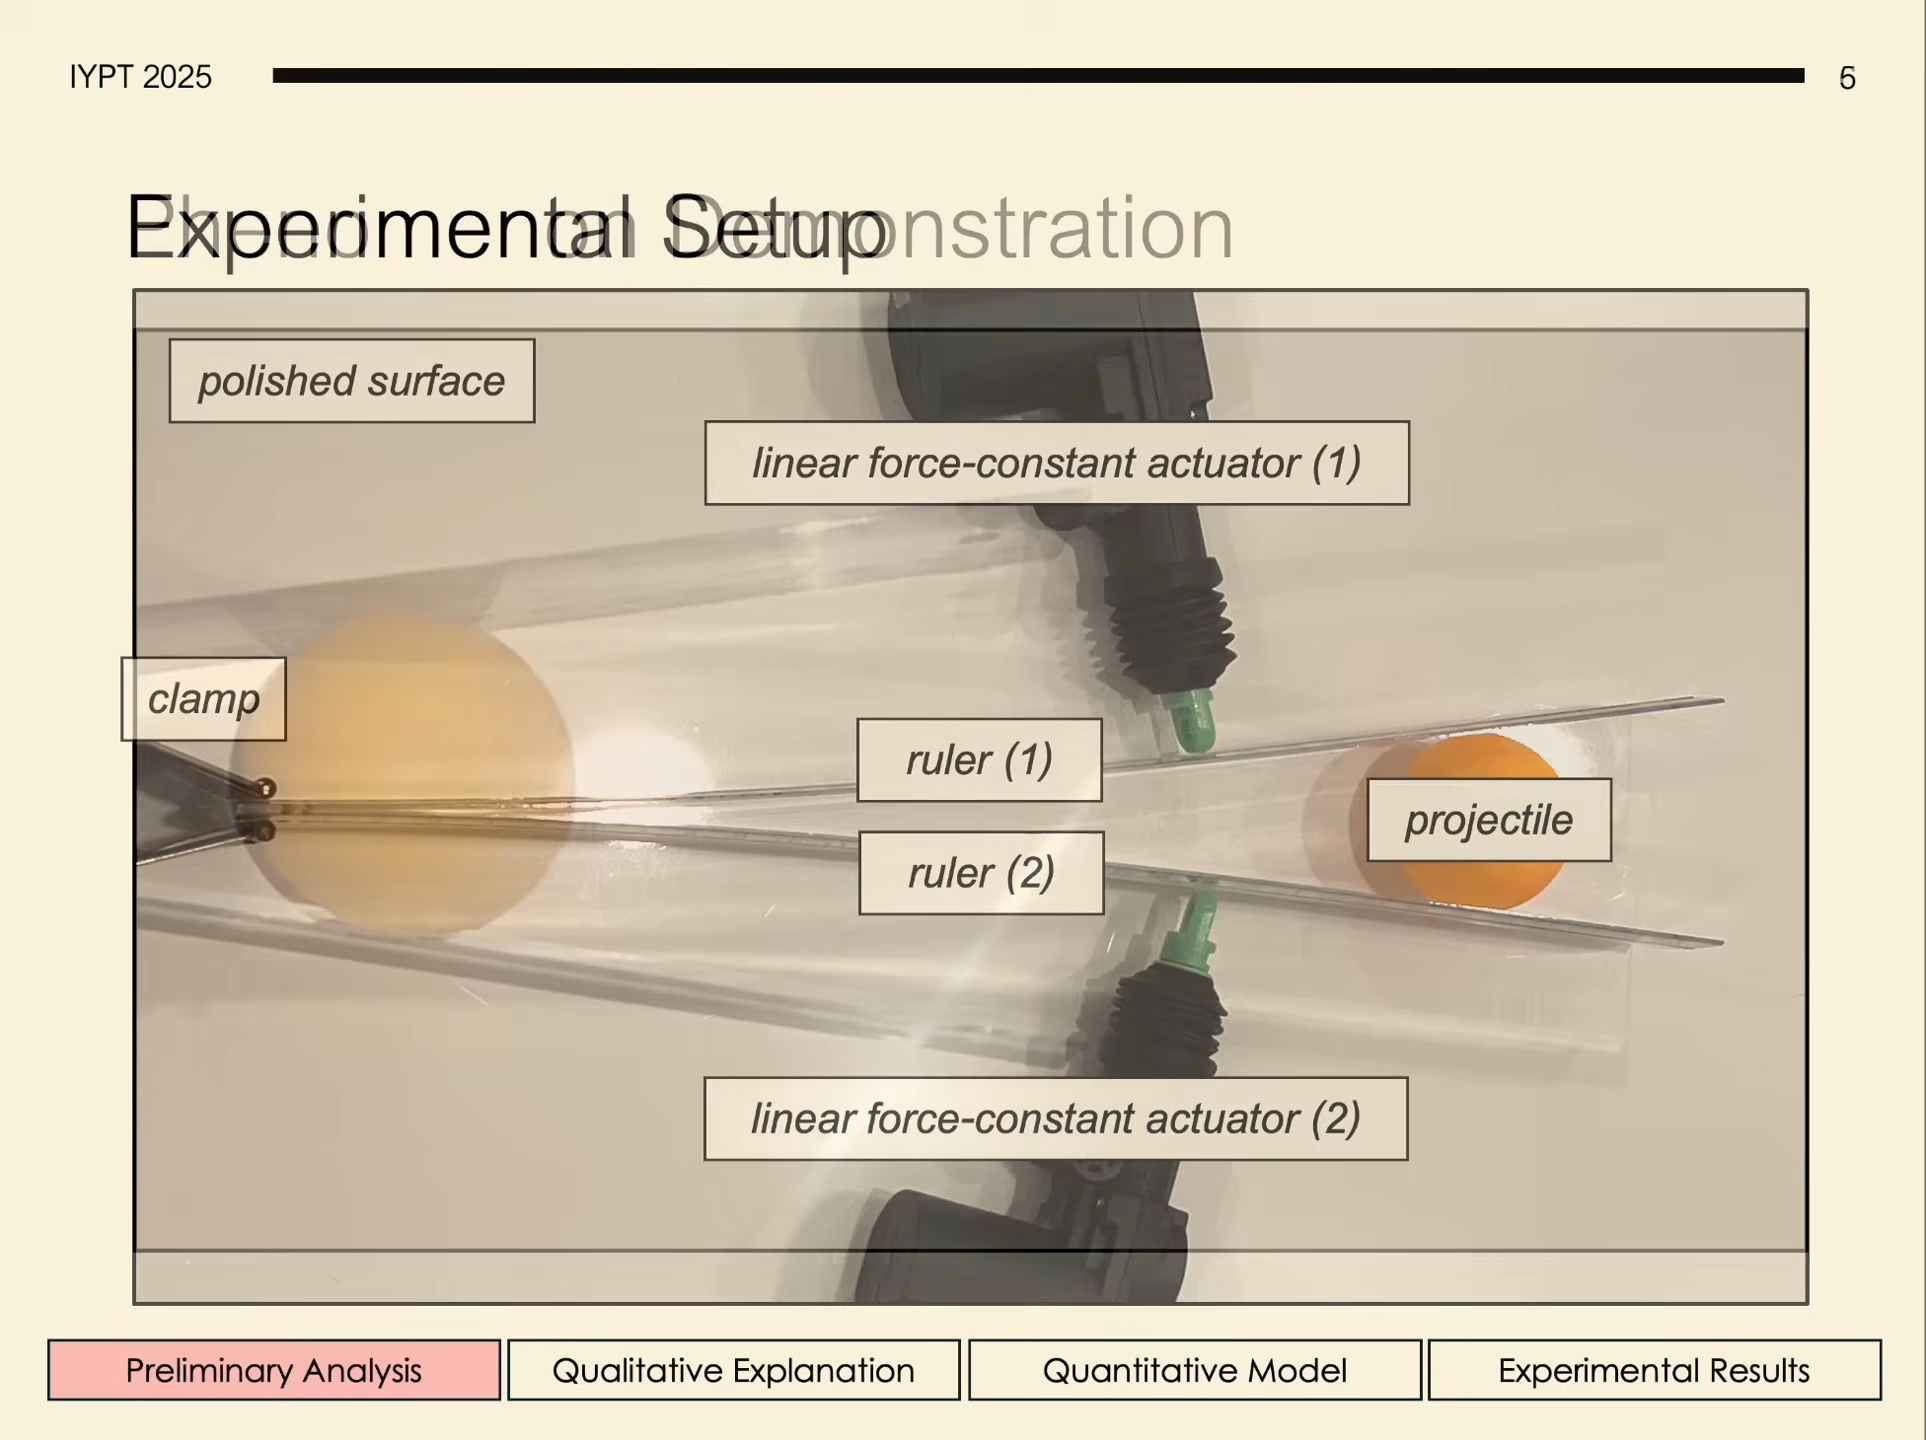 IYPT 2025
Experimental Setup
Demonstration
polished surface
linear force-constant actuator (1)
clamp
ruler (1)
projectile
ruler (2)
linear force-constant actuator (2)
Preliminary Analysis
Qualitative Explanation
Quantitative Model
Experimental Results